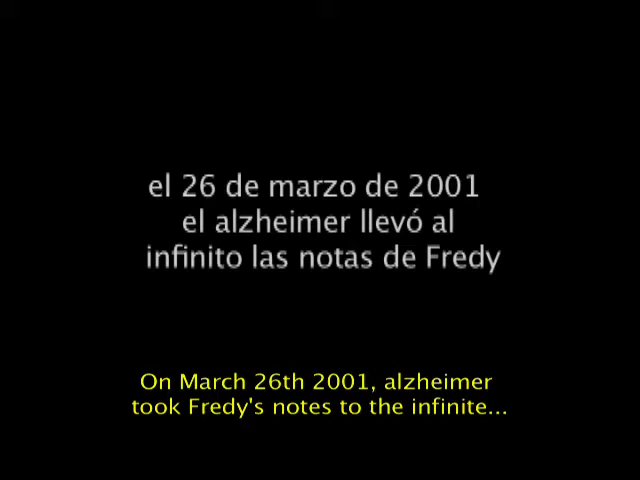 el 26 de marzo de 2001
el alzheimer llevó al
infinito las notas de Fredy
On March 26th 2001, alzheimer
took Fredy's notes to the infinite...